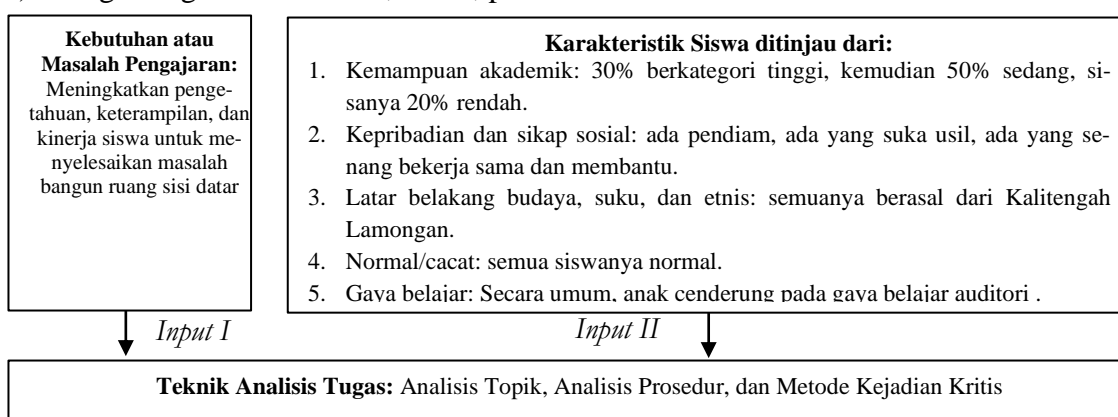 Kebutuhan atau
Masalah Pengajaran:
Meningkatkan penge-
tahuan, keterampilan, dan
kinerja siswa untuk me-
nyelesaikan masalah
bangun ruang sisi datar
Karakteristik Siswa ditinjau dari:
1. Kemampuan akademik: 30% berkategori tinggi, kemudian 50% sedang, si-
sanya 20% rendah.
2. Kepribadian dan sikap sosial: ada pendiam, ada yang suka usil, ada yang se-
nang bekerja sama dan membantu.
3. Latar belakang budaya, suku, dan etnis: semuanya berasal dari Kalitengah
Lamongan.
4. Normal/cacat: semua siswanya normal.
5. Gaya belajar: Secara umum, anak cenderung pada gaya belajar auditori .
Input I
Input II
Teknik Analisis Tugas: Analisis Topik, Analisis Prosedur, dan Metode Kejadian Kritis